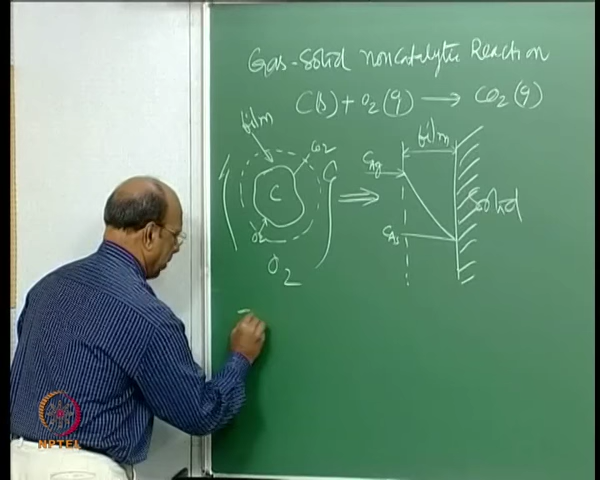 Gas-Solid noncatalytic Reaction
C(s) + O2(g) → CO2(g)
film
film
CO2
CAg
C
C
Solid
O2
CAs
O2
NPTEL